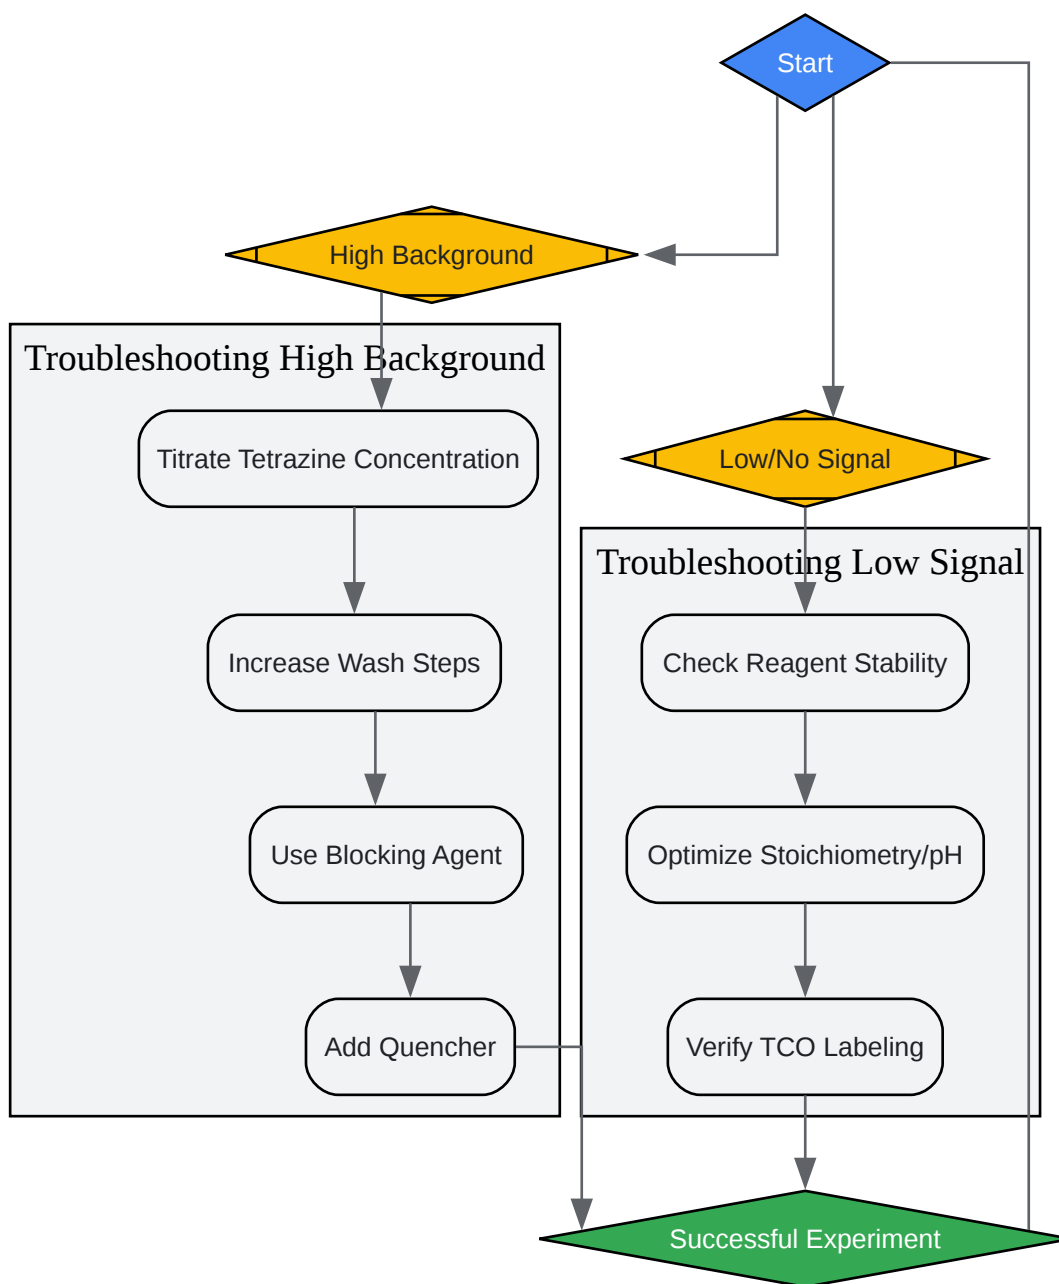 Start
High Background
Troubleshooting High Background
Titrate Tetrazine Concentration
Increase Wash Steps
Use Blocking Agent
Add Quencher
Low/No Signal
Troubleshooting Low Signal
Check Reagent Stability
Optimize Stoichiometry/pH
Verify TCO Labeling
Successful Experiment